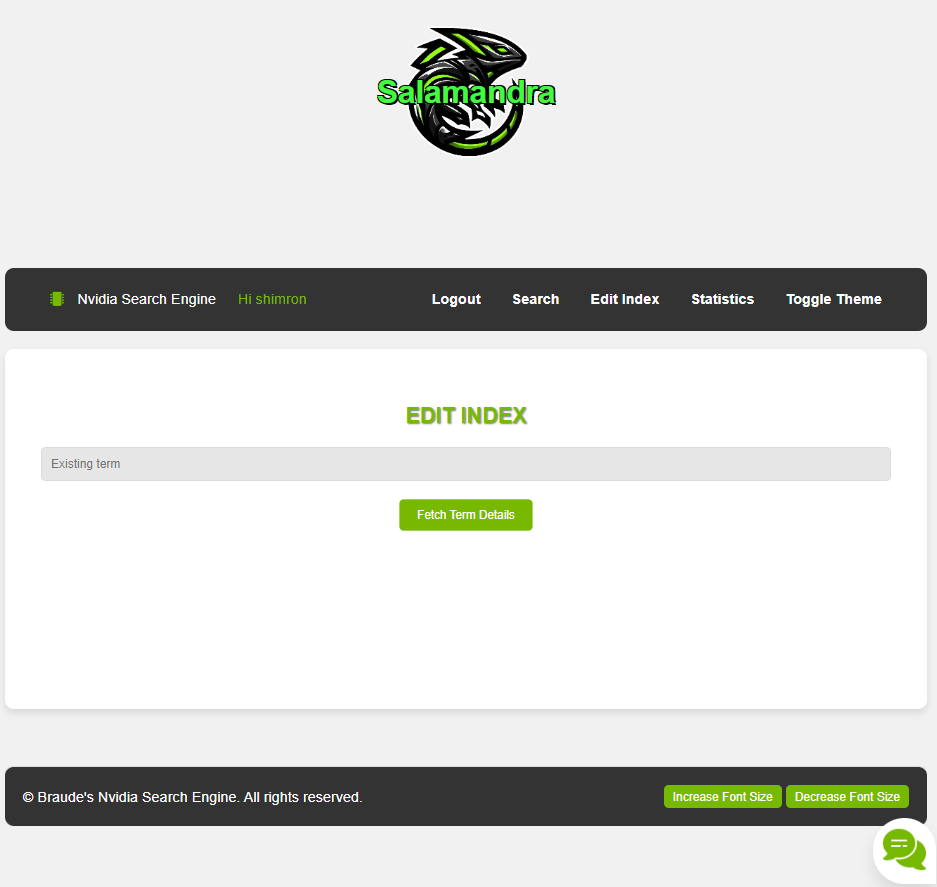 Salamandra
Nvidia Search Engine Hi shimron Logout Search Edit Index Statistics Toggle Theme
EDIT INDEX
Existing term
Fetch Term Details
© Braude's Nvidia Search Engine. All rights reserved. Increase Font Size Decrease Font Size